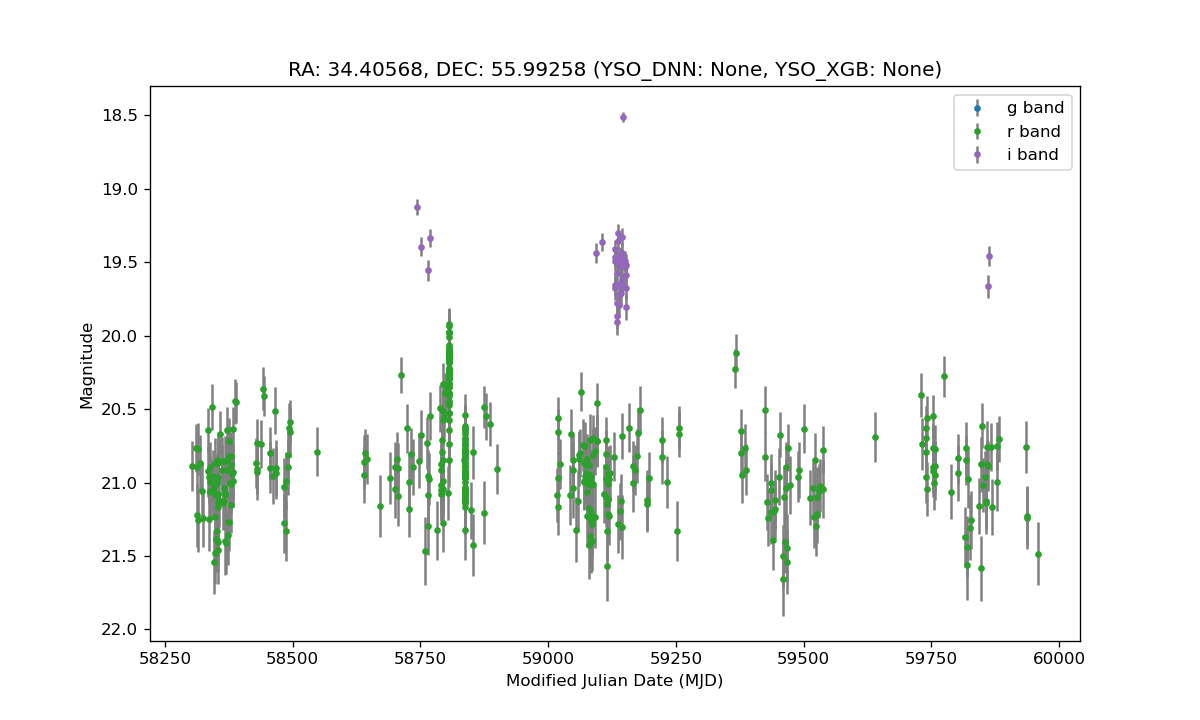 RA: 34.40568, DEC: 55.99258 (YSO_DNN: None, YSO_XGB: None)
g band
r band
i band
18.5
19.0
19.5
20.0
20.5
21.0
21.5
22.0
Magnitude
58250 58500 58750 59000 59250 59500 59750 60000
Modified Julian Date (MJD)